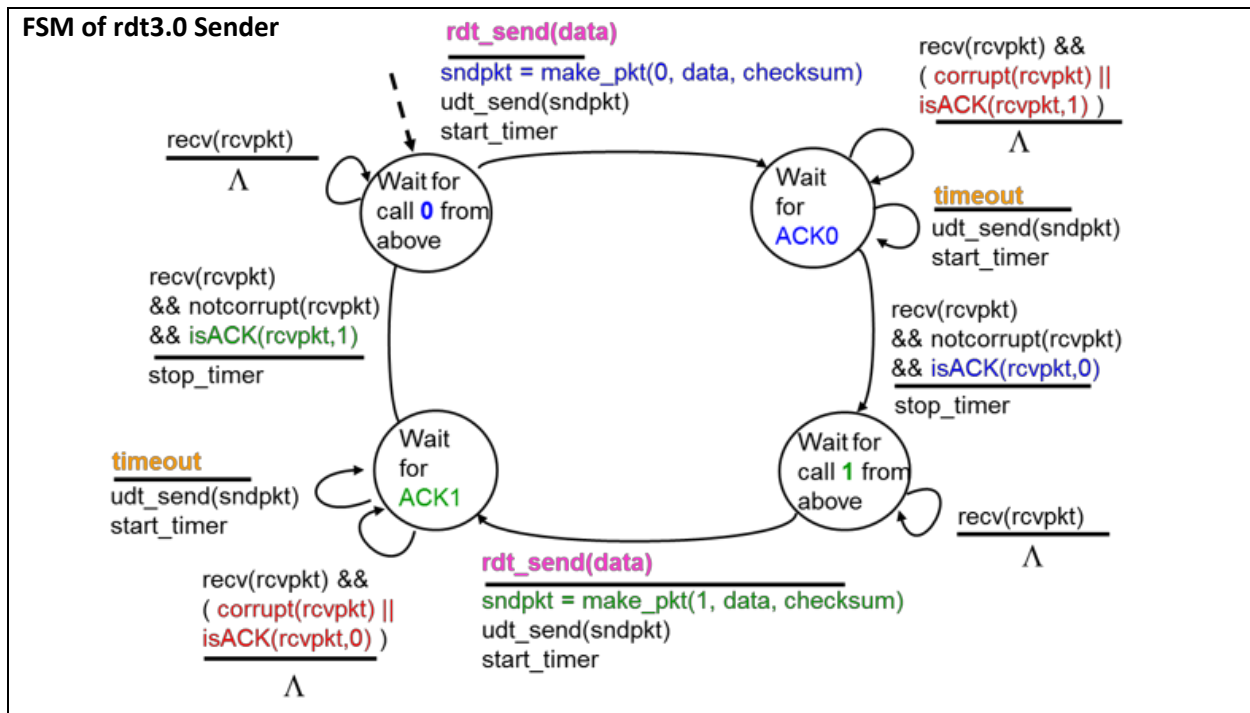 FSM of rdt3.0 Sender
rdt_send(data)
sndpkt = make_pkt(0, data, checksum)
udt_send(sndpkt)
start_timer
recv(rcvpkt) &&
( corrupt(rcvpkt) ||
isACK(rcvpkt,1) )
Λ
recv(rcvpkt)
Λ
Wait for
call 0 from
above
Wait
for
ACK0
timeout
udt_send(sndpkt)
start_timer
recv(rcvpkt)
&& notcorrupt(rcvpkt)
&& isACK(rcvpkt,1)
stop_timer
recv(rcvpkt)
&& notcorrupt(rcvpkt)
&& isACK(rcvpkt,0)
stop_timer
Wait
for
ACK1
Wait for
call 1 from
above
timeout
udt_send(sndpkt)
start_timer
recv(rcvpkt)
Λ
recv(rcvpkt) &&
( corrupt(rcvpkt) ||
isACK(rcvpkt,0) )
Λ
rdt_send(data)
sndpkt = make_pkt(1, data, checksum)
udt_send(sndpkt)
start_timer